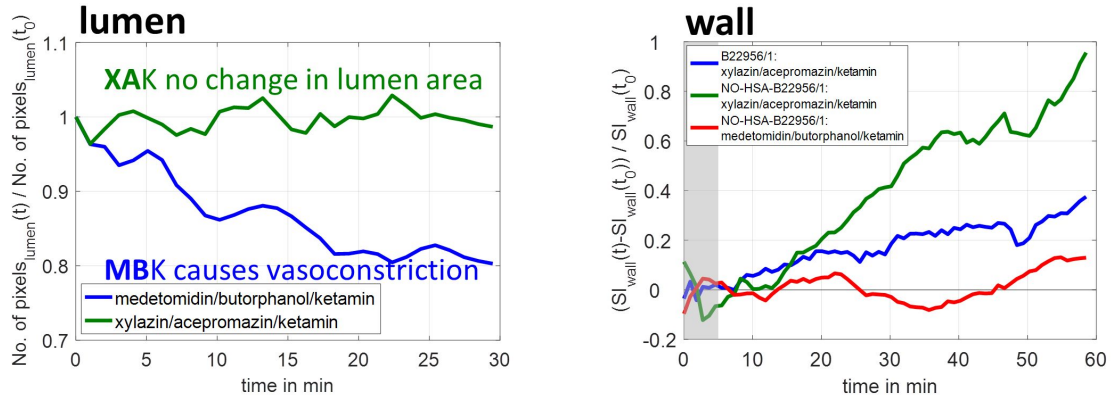 lumen
No. of pixels_lumen(t) / No. of pixels_lumen(t_0)
1.1
1
0.9
0.8
0.7
XAK no change in lumen area
MBK causes vasoconstriction
medetomidin/butorphanol/ketamin
xylazin/acepromazin/ketamin
0 5 10 15 20 25 30
time in min
wall
(SI_wall(t)-SI_wall(t_0)) / SI_wall(t_0)
1
0.8
0.6
0.4
0.2
0
-0.2
B22956/1:
xylazin/acepromazin/ketamin
NO-HSA-B22956/1:
xylazin/acepromazin/ketamin
NO-HSA-B22956/1:
medetomidin/butorphanol/ketamin
0 10 20 30 40 50 60
time in min